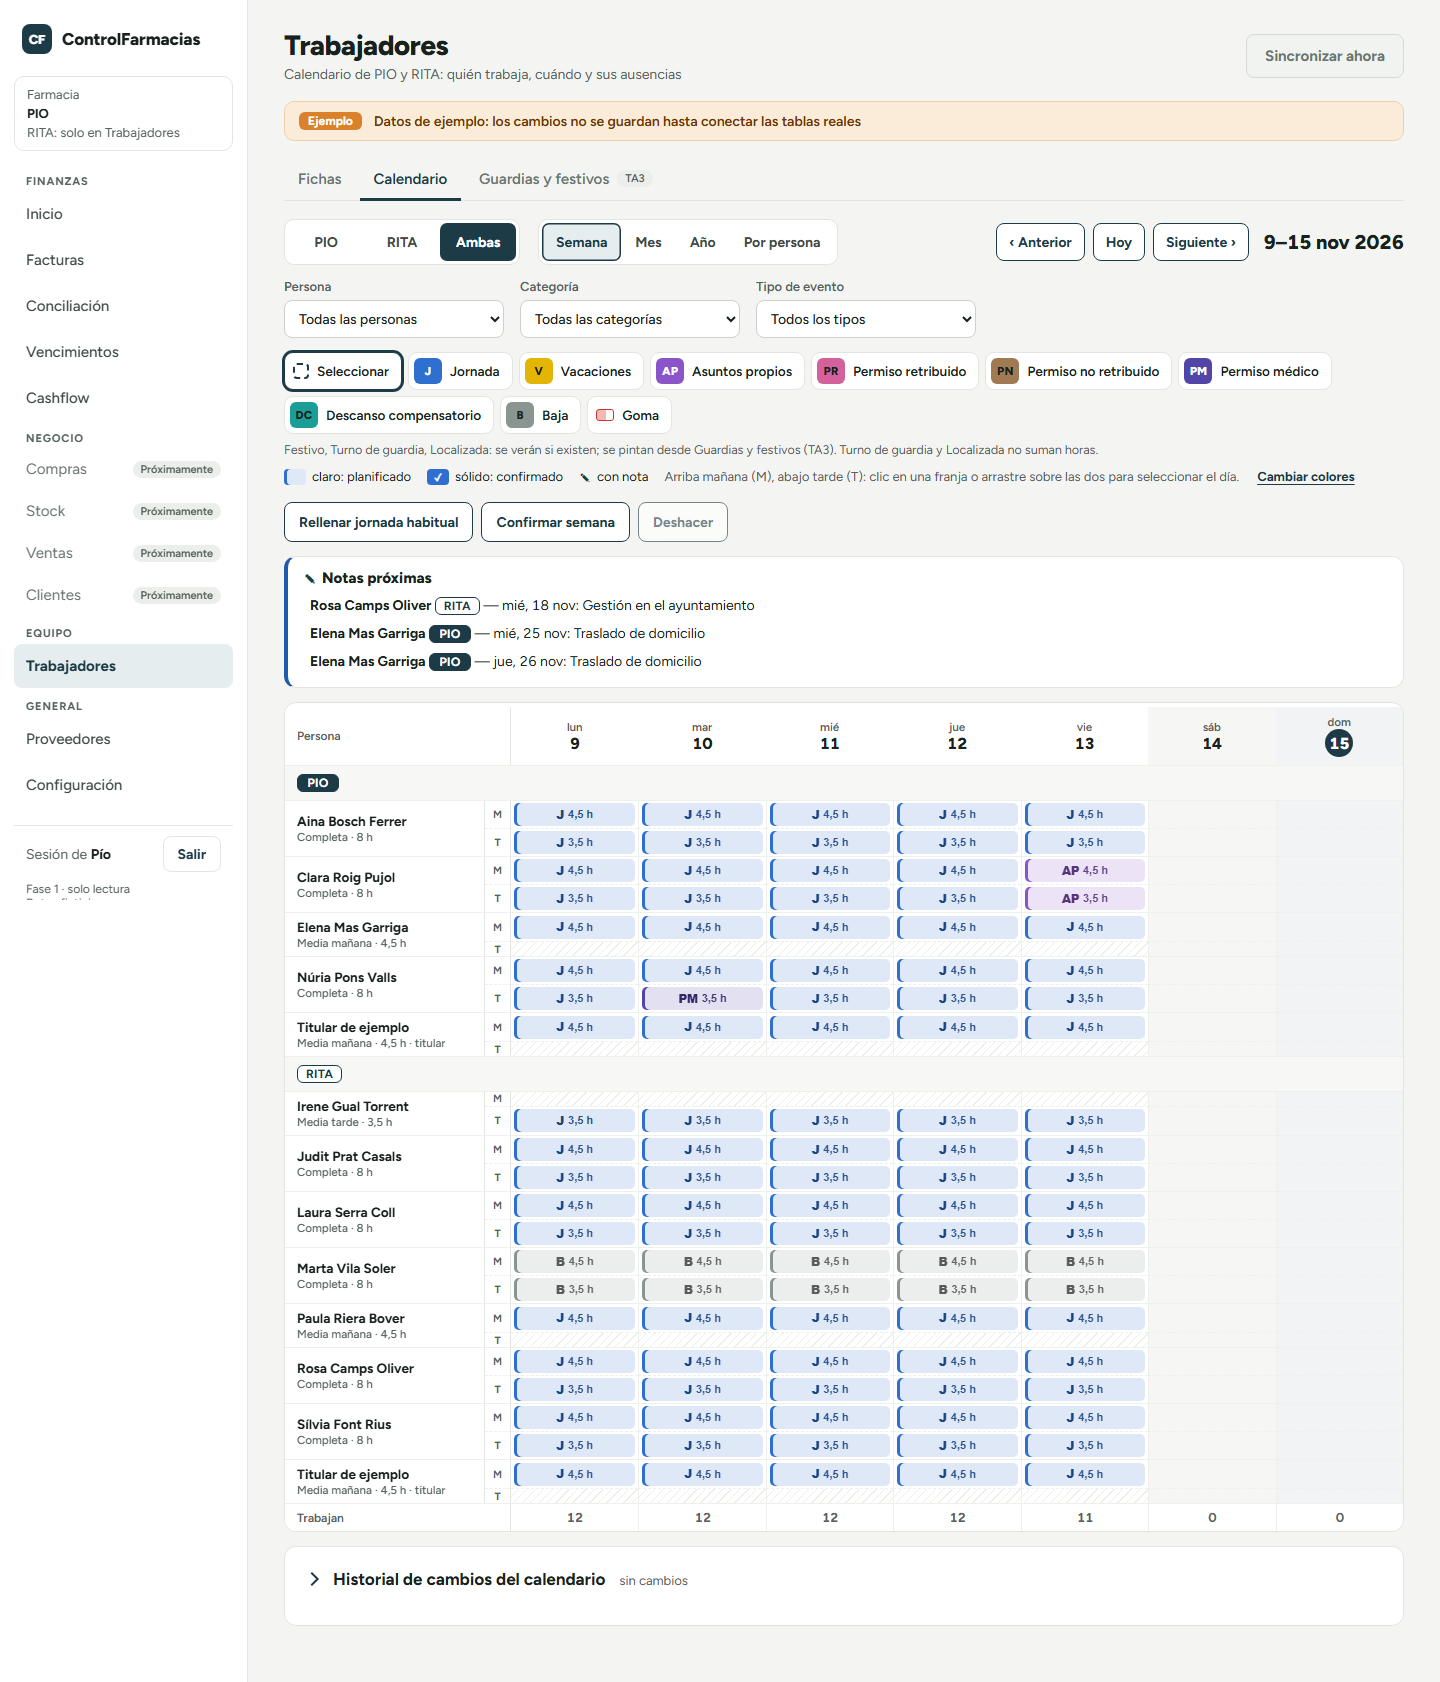 CF ControlFarmacias
Farmacia
PIO
RITA: solo en Trabajadores
FINANZAS
Inicio
Facturas
Conciliación
Vencimientos
Cashflow
NEGOCIO
Compras Próximamente
Stock Próximamente
Ventas Próximamente
Clientes Próximamente
EQUIPO
Trabajadores
GENERAL
Proveedores
Configuración
Sesión de Pío Salir
Fase 1 · solo lectura
Trabajadores
Calendario de PIO y RITA: quién trabaja, cuándo y sus ausencias
Sincronizar ahora
Ejemplo Datos de ejemplo: los cambios no se guardan hasta conectar las tablas reales
Fichas Calendario Guardias y festivos TA3
PIO RITA Ambas Semana Mes Año Por persona ‹ Anterior Hoy Siguiente › 9–15 nov 2026
Persona Categoría Tipo de evento
Todas las personas Todas las categorías Todos los tipos
Seleccionar J Jornada V Vacaciones AP Asuntos propios PR Permiso retribuido PN Permiso no retribuido PM Permiso médico
DC Descanso compensatorio B Baja Goma
Festivo, Turno de guardia, Localizada: se verán si existen; se pintan desde Guardias y festivos (TA3). Turno de guardia y Localizada no suman horas.
claro: planificado ✓ sólido: confirmado con nota Arriba mañana (M), abajo tarde (T): clic en una franja o arrastre sobre las dos para seleccionar el día. Cambiar colores
Rellenar jornada habitual Confirmar semana Deshacer
Notas próximas
Rosa Camps Oliver RITA — mié, 18 nov: Gestión en el ayuntamiento
Elena Mas Garriga PIO — mié, 25 nov: Traslado de domicilio
Elena Mas Garriga PIO — jue, 26 nov: Traslado de domicilio
Persona lun 9 mar 10 mié 11 jue 12 vie 13 sáb 14 dom 15
PIO
Aina Bosch Ferrer M J 4,5 h J 4,5 h J 4,5 h J 4,5 h J 4,5 h
Completa · 8 h T J 3,5 h J 3,5 h J 3,5 h J 3,5 h J 3,5 h
Clara Roig Pujol M J 4,5 h J 4,5 h J 4,5 h J 4,5 h AP 4,5 h
Completa · 8 h T J 3,5 h J 3,5 h J 3,5 h J 3,5 h AP 3,5 h
Elena Mas Garriga M J 4,5 h J 4,5 h J 4,5 h J 4,5 h J 4,5 h
Media mañana · 4,5 h T
Núria Pons Valls M J 4,5 h J 4,5 h J 4,5 h J 4,5 h J 4,5 h
Completa · 8 h T J 3,5 h PM 3,5 h J 3,5 h J 3,5 h J 3,5 h
Titular de ejemplo M J 4,5 h J 4,5 h J 4,5 h J 4,5 h J 4,5 h
Media mañana · 4,5 h · titular T
RITA
Irene Gual Torrent M
Media tarde · 3,5 h T J 3,5 h J 3,5 h J 3,5 h J 3,5 h J 3,5 h
Judit Prat Casals M J 4,5 h J 4,5 h J 4,5 h J 4,5 h J 4,5 h
Completa · 8 h T J 3,5 h J 3,5 h J 3,5 h J 3,5 h J 3,5 h
Laura Serra Coll M J 4,5 h J 4,5 h J 4,5 h J 4,5 h J 4,5 h
Completa · 8 h T J 3,5 h J 3,5 h J 3,5 h J 3,5 h J 3,5 h
Marta Vila Soler M B 4,5 h B 4,5 h B 4,5 h B 4,5 h B 4,5 h
Completa · 8 h T B 3,5 h B 3,5 h B 3,5 h B 3,5 h B 3,5 h
Paula Riera Bover M J 4,5 h J 4,5 h J 4,5 h J 4,5 h J 4,5 h
Media mañana · 4,5 h T
Rosa Camps Oliver M J 4,5 h J 4,5 h J 4,5 h J 4,5 h J 4,5 h
Completa · 8 h T J 3,5 h J 3,5 h J 3,5 h J 3,5 h J 3,5 h
Sílvia Font Rius M J 4,5 h J 4,5 h J 4,5 h J 4,5 h J 4,5 h
Completa · 8 h T J 3,5 h J 3,5 h J 3,5 h J 3,5 h J 3,5 h
Titular de ejemplo M J 4,5 h J 4,5 h J 4,5 h J 4,5 h J 4,5 h
Media mañana · 4,5 h · titular T
Trabajan 12 12 12 12 11 0 0
Historial de cambios del calendario sin cambios